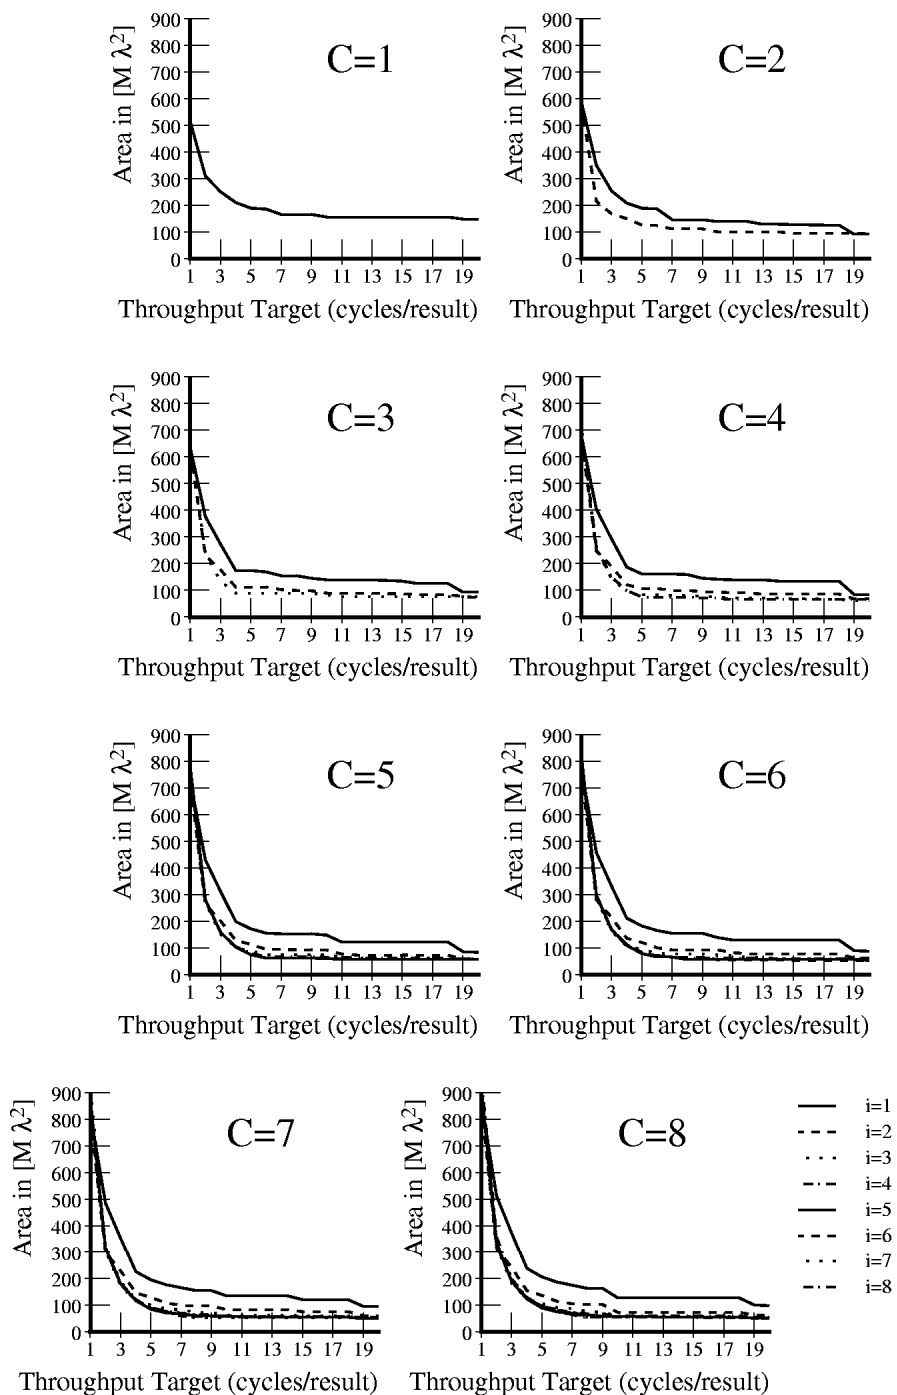 C=1
Area in [M λ²]
900
800
700
600
500
400
300
200
100
0
1 3 5 7 9 11 13 15 17 19
Throughput Target (cycles/result)
C=2
Area in [M λ²]
900
800
700
600
500
400
300
200
100
0
1 3 5 7 9 11 13 15 17 19
Throughput Target (cycles/result)
C=3
Area in [M λ²]
900
800
700
600
500
400
300
200
100
0
1 3 5 7 9 11 13 15 17 19
Throughput Target (cycles/result)
C=4
Area in [M λ²]
900
800
700
600
500
400
300
200
100
0
1 3 5 7 9 11 13 15 17 19
Throughput Target (cycles/result)
C=5
Area in [M λ²]
900
800
700
600
500
400
300
200
100
0
1 3 5 7 9 11 13 15 17 19
Throughput Target (cycles/result)
C=6
Area in [M λ²]
900
800
700
600
500
400
300
200
100
0
1 3 5 7 9 11 13 15 17 19
Throughput Target (cycles/result)
C=7
Area in [M λ²]
900
800
700
600
500
400
300
200
100
0
1 3 5 7 9 11 13 15 17 19
Throughput Target (cycles/result)
C=8
Area in [M λ²]
900
800
700
600
500
400
300
200
100
0
1 3 5 7 9 11 13 15 17 19
Throughput Target (cycles/result)
i=1
i=2
i=3
i=4
i=5
i=6
i=7
i=8